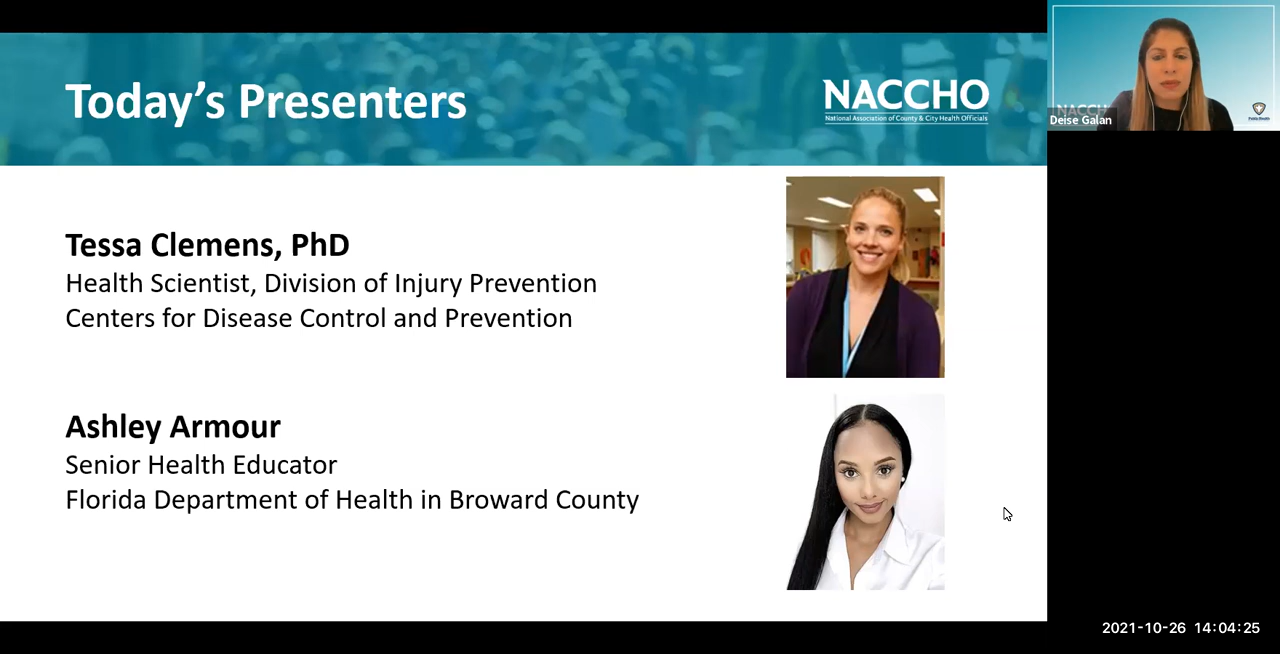 Today's Presenters
NACCHO
National Association of County & City Health Officials
Tessa Clemens, PhD
Health Scientist, Division of Injury Prevention
Centers for Disease Control and Prevention
Ashley Armour
Senior Health Educator
Florida Department of Health in Broward County
NACCH
Deise Galan
2021-10-26 14:04:25